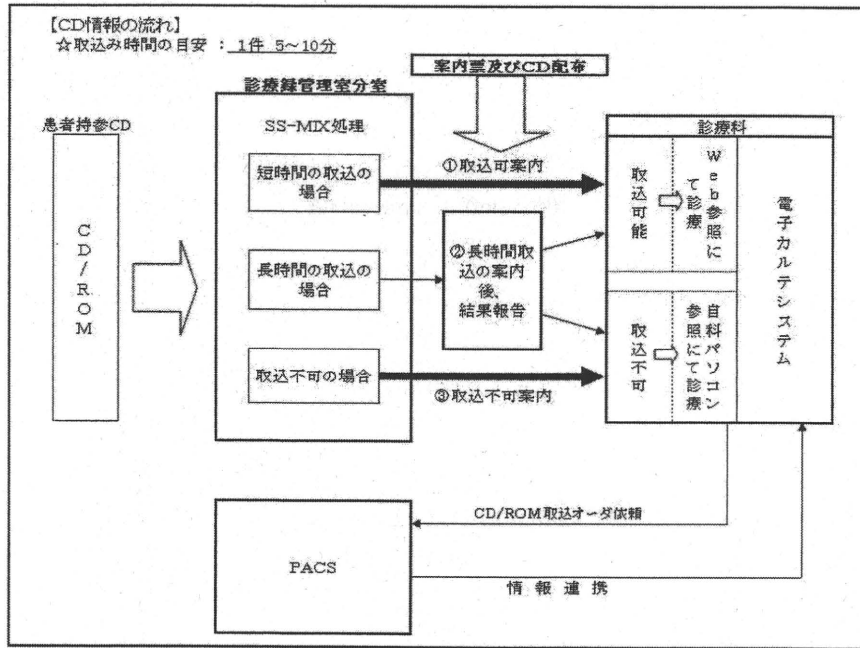 【CD情報の流れ】
☆取込み時間の目安 : 1件 5～10分
案内票及びCD配布
診療録管理室分室
患者持参CD
SS-MIX処理
診療科
CD/ROM
短時間の取込の
場合
①取込可案内
取込可能
Web参照に
て診療
電子カルテシステム
長時間の取込の
場合
②長時間取
込の案内
後、
結果報告
取込不可の場合
③取込不可案内
取込不可
自科パソコン
参照にて診療
CD/ROM取込オーダ依頼
PACS
情報連携